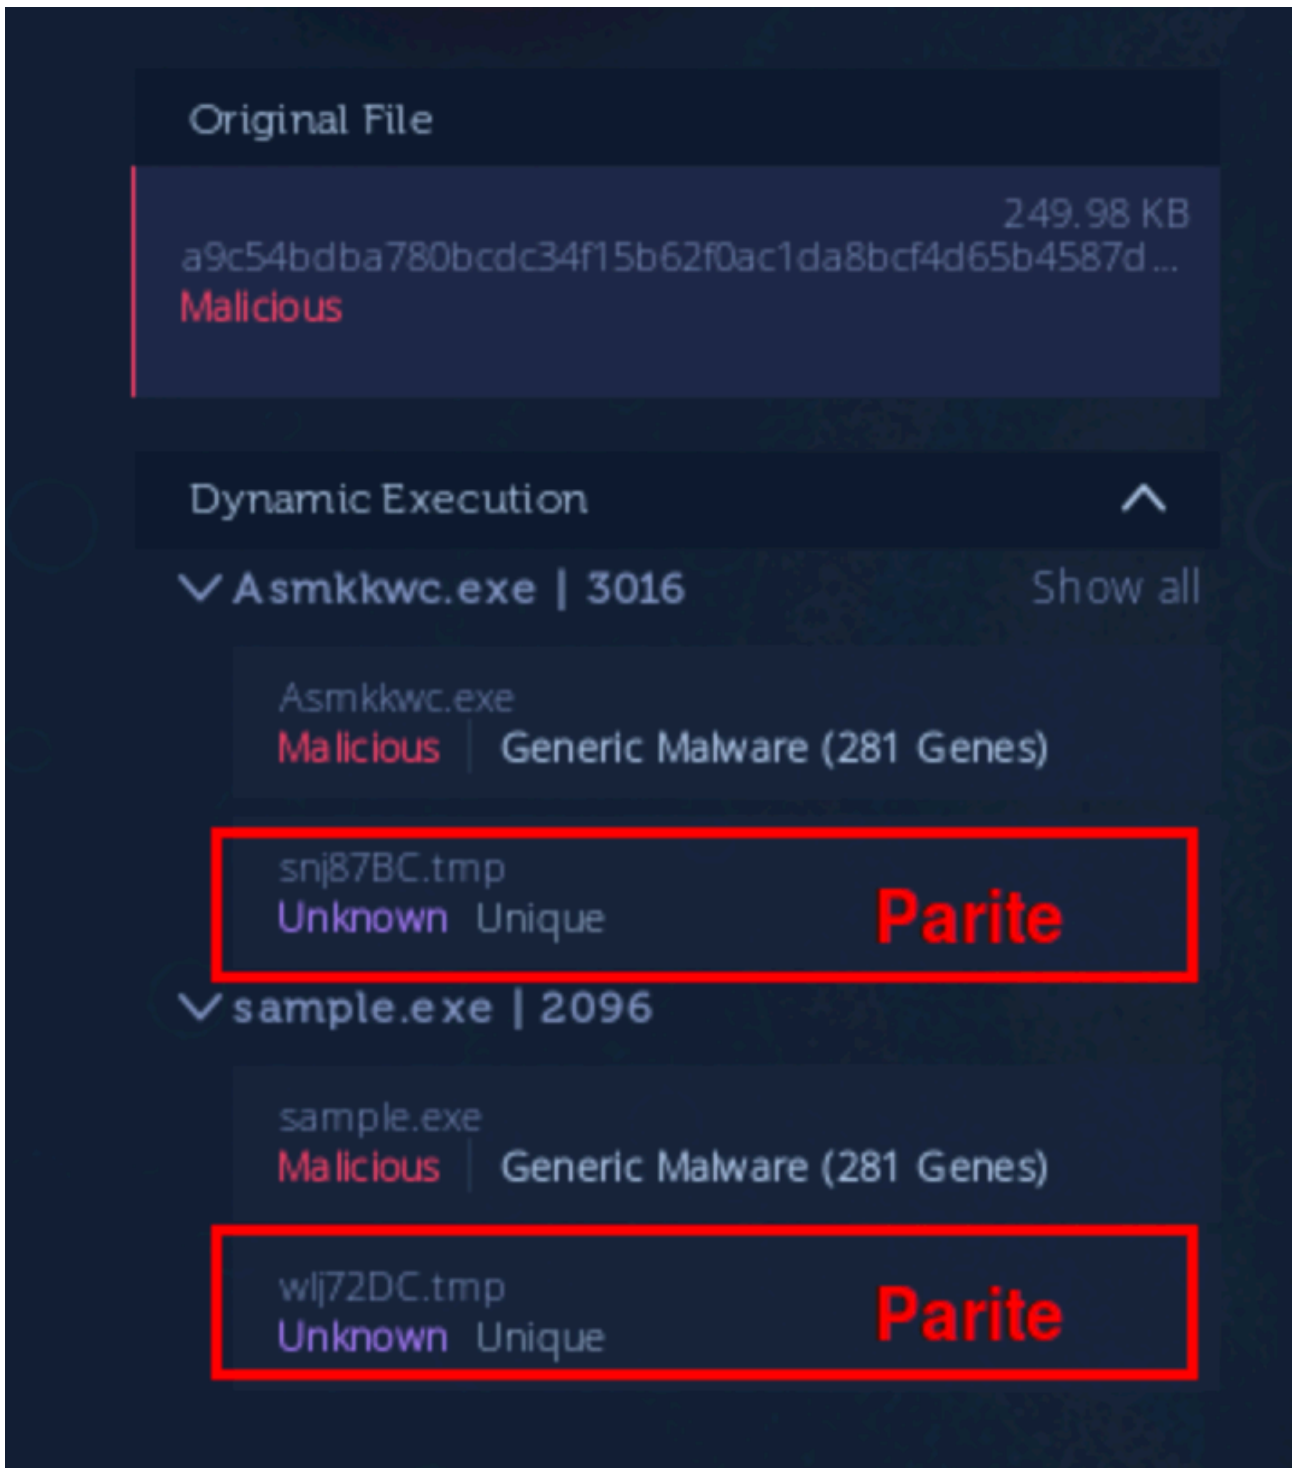 Original File
249.98 KB
a9c54bdba780bcdc34f15b62f0ac1da8bcf4d65b4587d...
Malicious
Dynamic Execution
Asmkkwc.exe | 3016 Show all
Asmkkwc.exe
Malicious Generic Malware (281 Genes)
snj87BC.tmp
Unknown Unique Parite
sample.exe | 2096
sample.exe
Malicious Generic Malware (281 Genes)
wlj72DC.tmp
Unknown Unique Parite